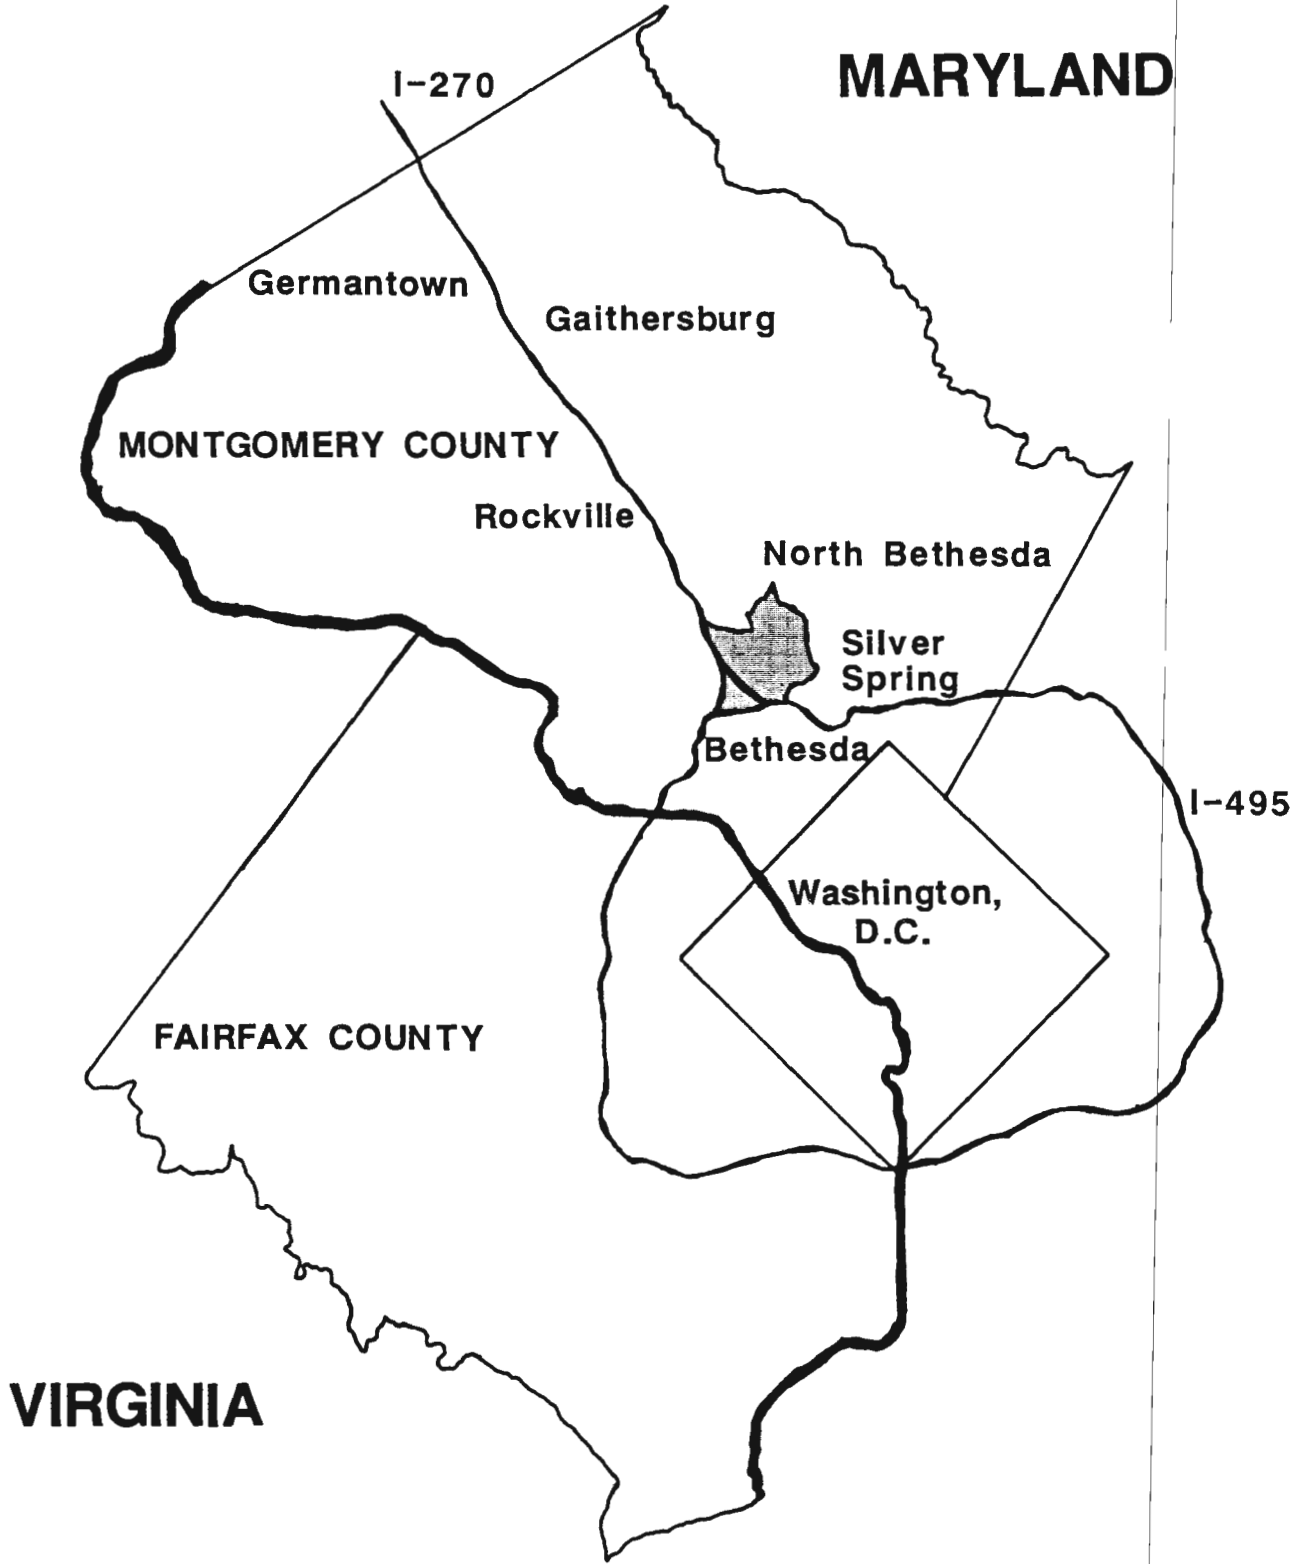 MARYLAND
I-270
Germantown
Gaithersburg
MONTGOMERY COUNTY
Rockville
North Bethesda
Silver
Spring
Bethesda
I-495
Washington,
D.C.
FAIRFAX COUNTY
VIRGINIA